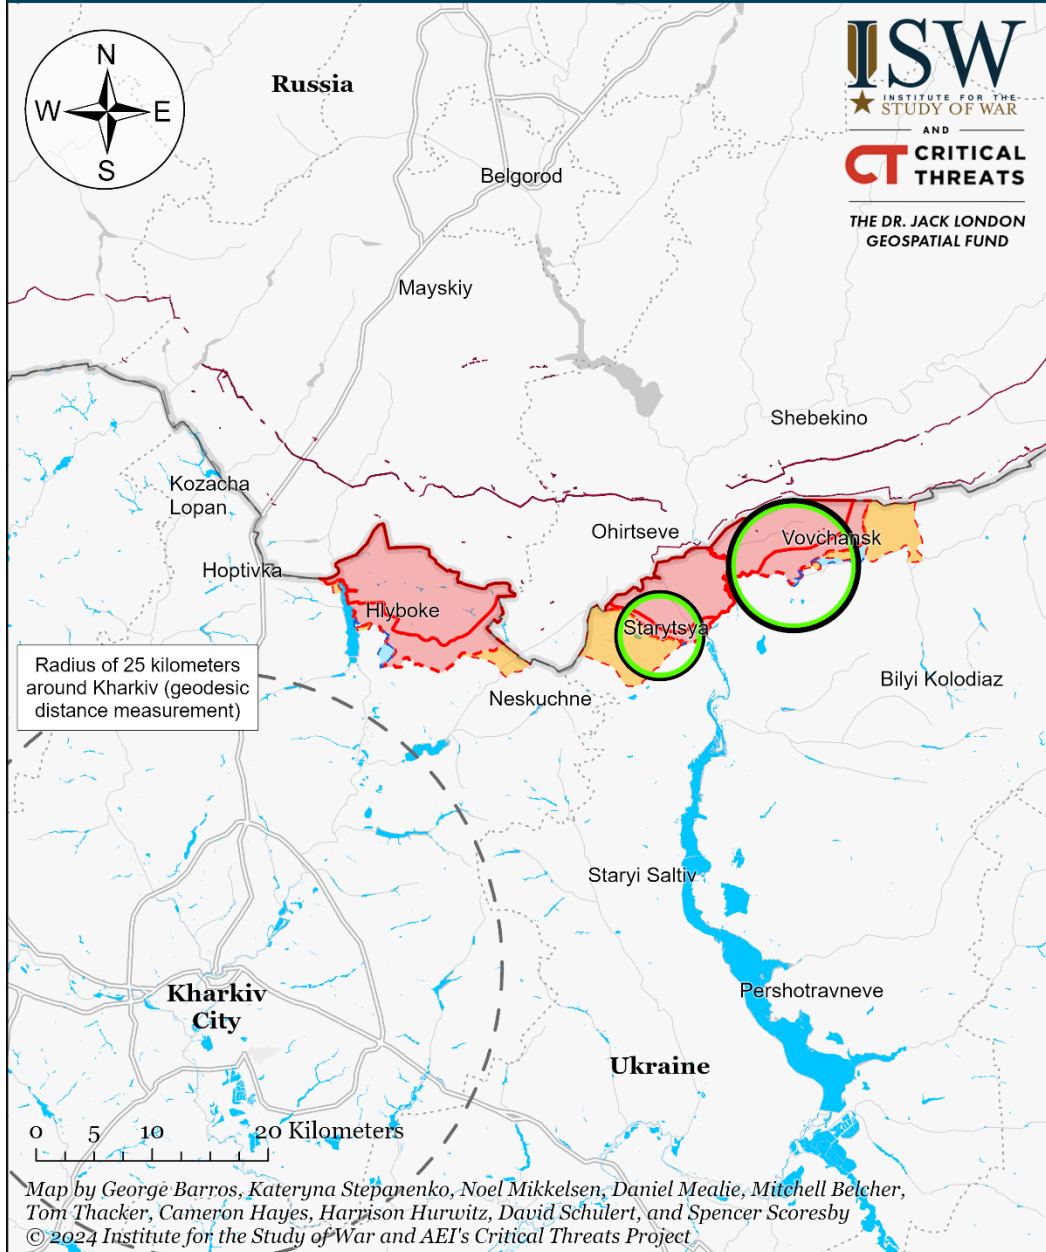 N
W E
S
Russia
ISW
INSTITUTE FOR THE
STUDY OF WAR
AND
CT CRITICAL
THREATS
THE DR. JACK LONDON
GEOSPATIAL FUND
Belgorod
Mayskiy
Shebekino
Kozacha
Lopan
Ohirtseve
Vovchansk
Hoptivka
Hlyboke
Starytsya
Radius of 25 kilometers
around Kharkiv (geodesic
distance measurement)
Neskuchne
Bilyi Kolodiaz
Staryi Saltiv
Pershotravneve
Kharkiv
City
Ukraine
0 5 10 20 Kilometers
Map by George Barros, Kateryna Stepanenko, Noel Mikkelsen, Daniel Mealie, Mitchell Belcher,
Tom Thacker, Cameron Hayes, Harrison Hurwitz, David Schulert, and Spencer Scoresby
© 2024 Institute for the Study of War and AEI's Critical Threats Project